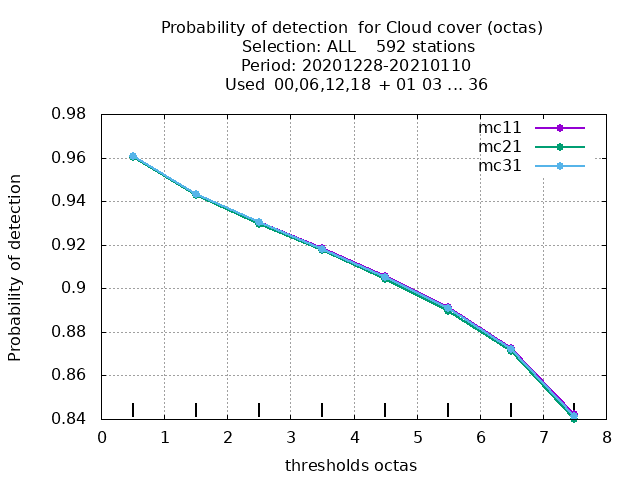 Probability of detection  for Cloud cover (octas)
Selection: ALL    592 stations
Period: 20201228-20210110
Used  00,06,12,18  + 01 03 ... 36
mc11
mc21
mc31
0.98
0.96
0.94
0.92
0.9
0.88
0.86
0.84
Probability of detection
0 1 2 3 4 5 6 7 8
thresholds octas